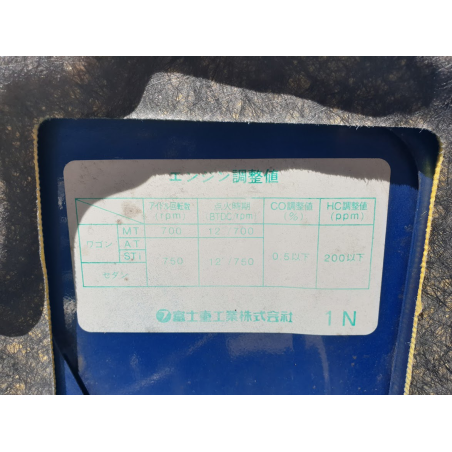 エンジン調整値
アイドル回転数 点火時期 CO調整値 HC調整値
(rpm) BTDC/rpm (%) (ppm)
ワゴン MT 700 12°/700 0.5以下 200以下
AT 750 12°/750
5Ti
セダン
富士重工業株式会社 1N